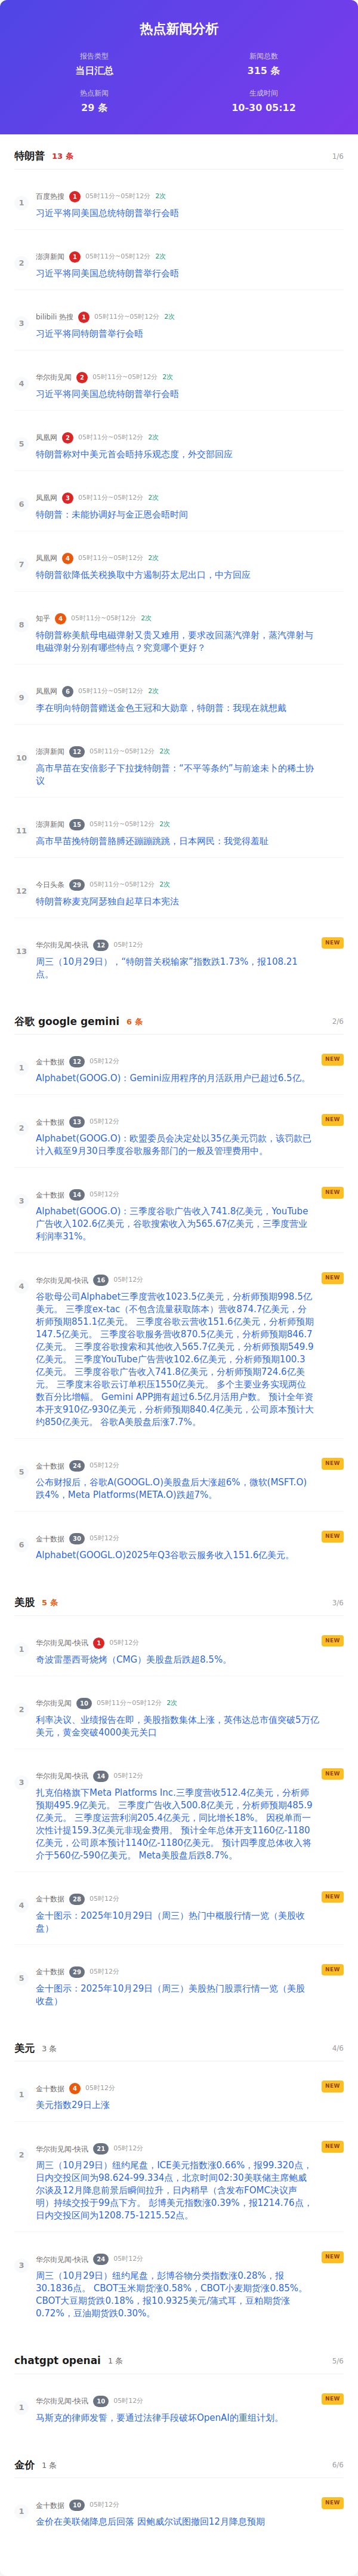 热点新闻分析
报告类型
当日汇总
新闻总数
315 条
热点新闻
29 条
生成时间
10-30 05:12
特朗普 13 条 1/6
1
百度热搜 1 05时11分~05时12分 2次
习近平将同美国总统特朗普举行会晤
2
澎湃新闻 1 05时11分~05时12分 2次
习近平将同美国总统特朗普举行会晤
3
bilibili 热搜 1 05时11分~05时12分 2次
习近平将同特朗普举行会晤
4
华尔街见闻 2 05时11分~05时12分 2次
习近平将同美国总统特朗普举行会晤
5
凤凰网 2 05时11分~05时12分 2次
特朗普称对中美元首会晤持乐观态度，外交部回应
6
凤凰网 3 05时11分~05时12分 2次
特朗普：未能协调好与金正恩会晤时间
7
凤凰网 4 05时11分~05时12分 2次
特朗普欲降低关税换取中方遏制芬太尼出口，中方回应
8
知乎 4 05时11分~05时12分 2次
特朗普称美航母电磁弹射又贵又难用，要求改回蒸汽弹射，蒸汽弹射与
电磁弹射分别有哪些特点？究竟哪个更好？
9
凤凰网 6 05时11分~05时12分 2次
李在明向特朗普赠送金色王冠和大勋章，特朗普：我现在就想戴
10
澎湃新闻 12 05时11分~05时12分 2次
高市早苗在安倍影子下拉拢特朗普：“不平等条约”与前途未卜的稀土协
议
11
澎湃新闻 15 05时11分~05时12分 2次
高市早苗挽特朗普胳膊还蹦蹦跳跳，日本网民：我觉得羞耻
12
今日头条 29 05时11分~05时12分 2次
特朗普称麦克阿瑟独自起草日本宪法
13
华尔街见闻-快讯 12 05时12分 NEW
周三（10月29日），“特朗普关税输家”指数跌1.73%，报108.21
点。
谷歌 google gemini 6 条 2/6
1
金十数据 12 05时12分 NEW
Alphabet(GOOG.O)：Gemini应用程序的月活跃用户已超过6.5亿。
2
金十数据 13 05时12分 NEW
Alphabet(GOOG.O)：欧盟委员会决定处以35亿美元罚款，该罚款已
计入截至9月30日季度谷歌服务部门的一般及管理费用中。
3
金十数据 14 05时12分 NEW
Alphabet(GOOG.O)：三季度谷歌广告收入741.8亿美元，YouTube
广告收入102.6亿美元，谷歌搜索收入为565.67亿美元，三季度营业
利润率31%。
4
华尔街见闻-快讯 16 05时12分 NEW
谷歌母公司Alphabet三季度营收1023.5亿美元，分析师预期998.5亿
美元。 三季度ex-tac（不包含流量获取陈本）营收874.7亿美元，分
析师预期851.1亿美元。 三季度谷歌云营收151.6亿美元，分析师预期
147.5亿美元。 三季度谷歌服务营收870.5亿美元，分析师预期846.7
亿美元。 三季度谷歌搜索和其他收入565.7亿美元，分析师预期549.9
亿美元。 三季度YouTube广告营收102.6亿美元，分析师预期100.3
亿美元。 三季度谷歌广告收入741.8亿美元，分析师预期724.6亿美
元。 三季度末谷歌云订单积压1550亿美元。 多个主要业务实现两位
数百分比增幅。 Gemini APP拥有超过6.5亿月活用户数。 预计全年资
本开支910亿-930亿美元，分析师预期840.4亿美元，公司原本预计大
约850亿美元。 谷歌A美股盘后涨7.7%。
5
金十数据 24 05时12分 NEW
公布财报后，谷歌A(GOOGL.O)美股盘后大涨超6%，微软(MSFT.O)
跌4%，Meta Platforms(META.O)跌超7%。
6
金十数据 30 05时12分 NEW
Alphabet(GOOGL.O)2025年Q3谷歌云服务收入151.6亿美元。
美股 5 条 3/6
1
华尔街见闻-快讯 1 05时12分 NEW
奇波雷墨西哥烧烤（CMG）美股盘后跌超8.5%。
2
华尔街见闻 10 05时11分~05时12分 2次
利率决议、业绩报告在即，美股指数集体上涨，英伟达总市值突破5万亿
美元，黄金突破4000美元关口
3
华尔街见闻-快讯 14 05时12分 NEW
扎克伯格旗下Meta Platforms Inc.三季度营收512.4亿美元，分析师
预期495.9亿美元。 三季度广告收入500.8亿美元，分析师预期485.9
亿美元。 三季度运营利润205.4亿美元，同比增长18%。 因税单而一
次性计提159.3亿美元非现金费用。 预计全年总体开支1160亿-1180
亿美元，公司原本预计1140亿-1180亿美元。 预计四季度总体收入将
介于560亿-590亿美元。 Meta美股盘后跌8.7%。
4
金十数据 28 05时12分 NEW
金十图示：2025年10月29日（周三）热门中概股行情一览（美股收
盘）
5
金十数据 29 05时12分 NEW
金十图示：2025年10月29日（周三）美股热门股票行情一览（美股
收盘）
美元 3 条 4/6
1
金十数据 4 05时12分 NEW
美元指数29日上涨
2
华尔街见闻-快讯 21 05时12分 NEW
周三（10月29日）纽约尾盘，ICE美元指数涨0.66%，报99.320点，
日内交投区间为98.624-99.334点，北京时间02:30美联储主席鲍威
尔谈及12月降息前景后瞬间拉升，日内稍早（含发布FOMC决议声
明）持续交投于99点下方。 彭博美元指数涨0.39%，报1214.76点，
日内交投区间为1208.75-1215.52点。
3
华尔街见闻-快讯 24 05时12分 NEW
周三（10月29日）纽约尾盘，彭博谷物分类指数涨0.28%，报
30.1836点。 CBOT玉米期货涨0.58%，CBOT小麦期货涨0.85%。
CBOT大豆期货跌0.18%，报10.9325美元/蒲式耳，豆粕期货涨
0.72%，豆油期货跌0.30%。
chatgpt openai 1 条 5/6
1
华尔街见闻-快讯 10 05时12分 NEW
马斯克的律师发誓，要通过法律手段破坏OpenAI的重组计划。
金价 1 条 6/6
1
金十数据 10 05时12分 NEW
金价在美联储降息后回落 因鲍威尔试图撤回12月降息预期